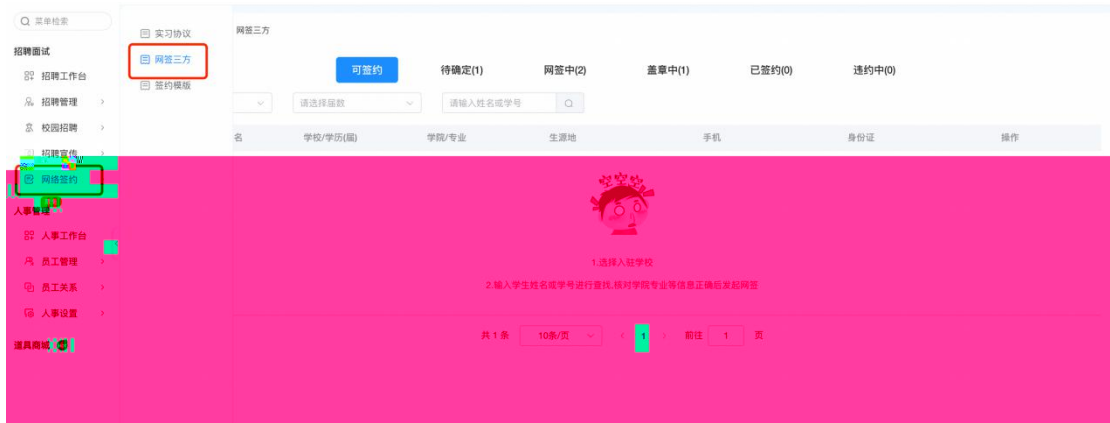 菜单检索
招聘面试
招聘工作台
招聘管理
校园招聘
招聘宣传
网络签约
人事管理
人事工作台
员工管理
员工关系
人事设置
道具商城
实习协议
网签三方
签约模版
网签三方
可签约 待确定(1) 网签中(2) 盖章中(1) 已签约(0) 违约中(0)
请选择届数 请输入姓名或学号
名 学校/学历(届) 学院/专业 生源地 手机 身份证 操作
空空空
1.选择入驻学校
2.输入学生姓名或学号进行查找,核对学院专业等信息正确后发起网签
共 1 条 10条/页 1 前往 1 页